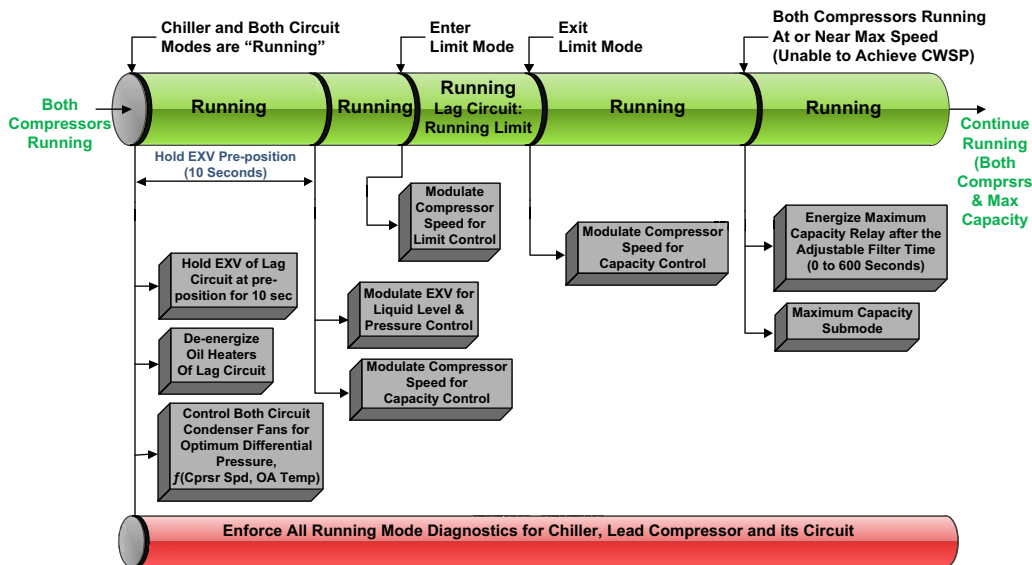 Chiller and Both Circuit
Modes are “Running”
Enter
Limit Mode
Exit
Limit Mode
Both Compressors Running
At or Near Max Speed
(Unable to Achieve CWSP)
Both
Compressors
Running
Running
Running
Running
Lag Circuit:
Running Limit
Running
Running
Continue
Running
(Both
Comprsrs
& Max
Capacity
Hold EXV Pre-position
(10 Seconds)
Modulate
Compressor
Speed for
Limit Control
Modulate Compressor
Speed for
Capacity Control
Energize Maximum
Capacity Relay after the
Adjustable Filter Time
(0 to 600 Seconds)
Hold EXV of Lag
Circuit at pre-
position for 10 sec
Modulate EXV for
Liquid Level &
Pressure Control
Maximum Capacity
Submode
De-energize
Oil Heaters
Of Lag Circuit
Modulate Compressor
Speed for
Capacity Control
Control Both Circuit
Condenser Fans for
Optimum Differential
Pressure,
ƒ(Cprsr Spd, OA Temp)
Enforce All Running Mode Diagnostics for Chiller, Lead Compressor and its Circuit